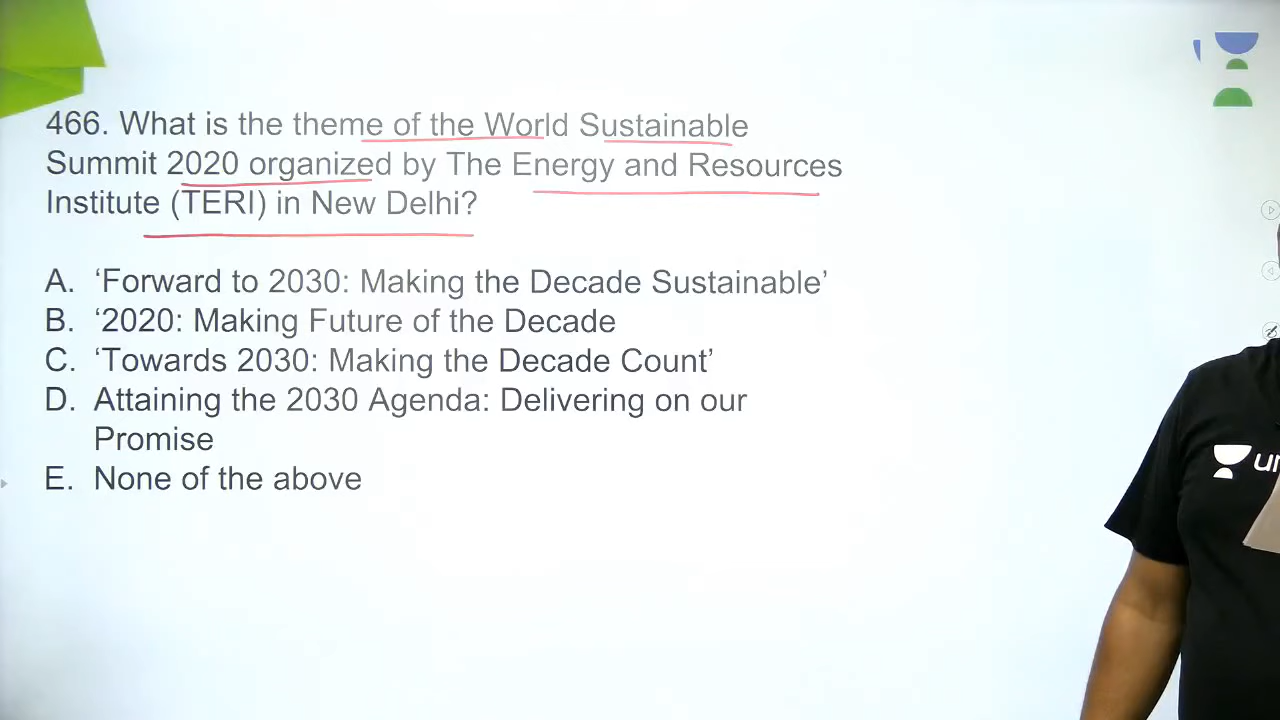 466. What is the theme of the World Sustainable
Summit 2020 organized by The Energy and Resources
Institute (TERI) in New Delhi?
A. ‘Forward to 2030: Making the Decade Sustainable’
B. ‘2020: Making Future of the Decade
C. ‘Towards 2030: Making the Decade Count’
D. Attaining the 2030 Agenda: Delivering on our
Promise
E. None of the above